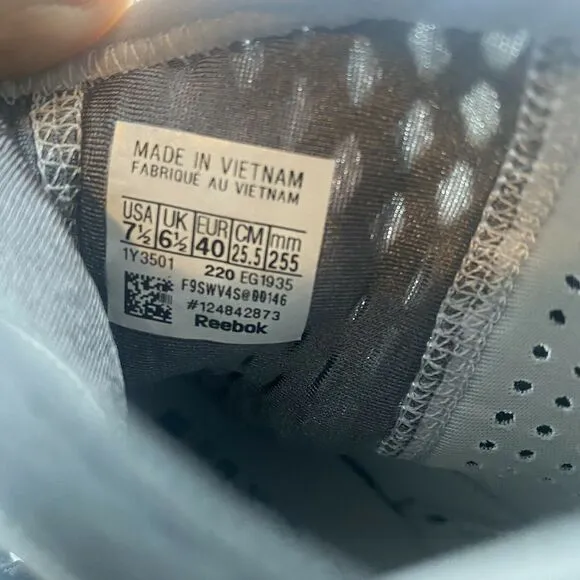 MADE IN VIETNAM
FABRIQUÉ AU VIETNAM
USA UK EUR CM mm
7½ 6½ 40 25.5 255
1Y3501 220 EG1935
F9SWV4S@00146
#124842873
Reebok